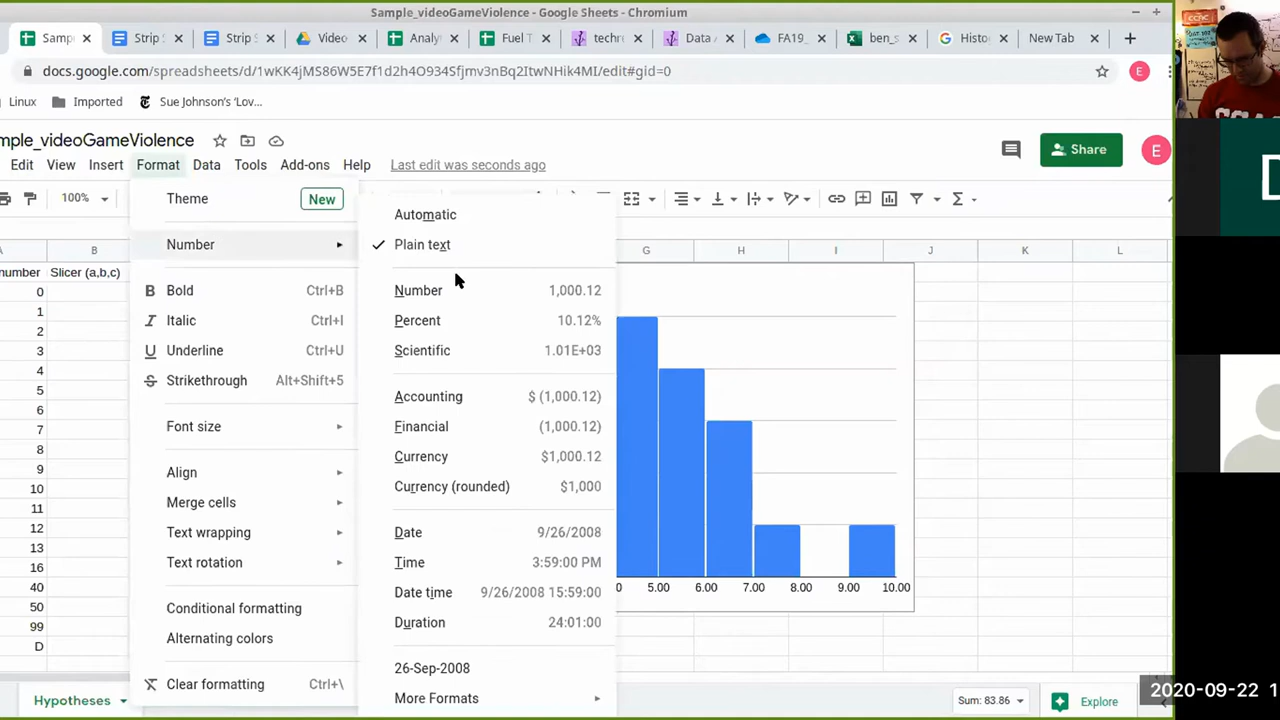 Sample_videoGameViolence - Google Sheets - Chromium
Samp
Strip S
Strip S
Video
Analy
Fuel T
techre
Data A
FA19_
ben_s
Histo
New Tab
docs.google.com/spreadsheets/d/1wKK4jMS86W5E7f1d2h4O934Sfjmv3nBq2ItwNHik4MI/edit#gid=0
E
Linux
Imported
Sue Johnson's 'Lov...
mple_videoGameViolence
Share
E
Edit View Insert Format Data Tools Add-ons Help Last edit was seconds ago
100%
Theme New
Number
Bold Ctrl+B
Italic Ctrl+I
Underline Ctrl+U
Strikethrough Alt+Shift+5
Font size
Align
Merge cells
Text wrapping
Text rotation
Conditional formatting
Alternating colors
Clear formatting Ctrl+\
Automatic
Plain text
Number 1,000.12
Percent 10.12%
Scientific 1.01E+03
Accounting $ (1,000.12)
Financial (1,000.12)
Currency $1,000.12
Currency (rounded) $1,000
Date 9/26/2008
Time 3:59:00 PM
Date time 9/26/2008 15:59:00
Duration 24:01:00
26-Sep-2008
More Formats
B G H I J K L
number Slicer (a,b,c)
0
1
2
3
4
5
6
7
8
9
10
11
12
13
16
40
50
99
D
0 5.00 6.00 7.00 8.00 9.00 10.00
Hypotheses
Sum: 83.86
Explore
2020-09-22 1
D